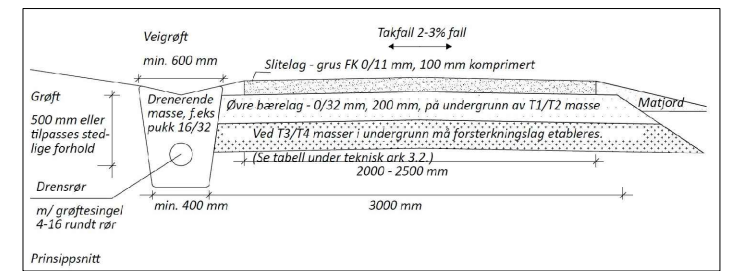 Takfall 2-3% fall
Veigrøft
min. 600 mm
Slitelag - grus FK 0/11 mm, 100 mm komprimert
Grøft
500 mm eller
tilpasses sted-
lige forhold
Drenerende
masse, f.eks
pukk 16/32
Øvre bærelag - 0/32 mm, 200 mm, på undergrunn av T1/T2 masse
Matjord
Ved T3/T4 masser i undergrunn må forsterkningslag etableres.
(Se tabell under teknisk ark 3.2.)
2000 - 2500 mm
Drensrør
m/ grøftesingel
4-16 rundt rør
min. 400 mm
3000 mm
Prinsippsnitt